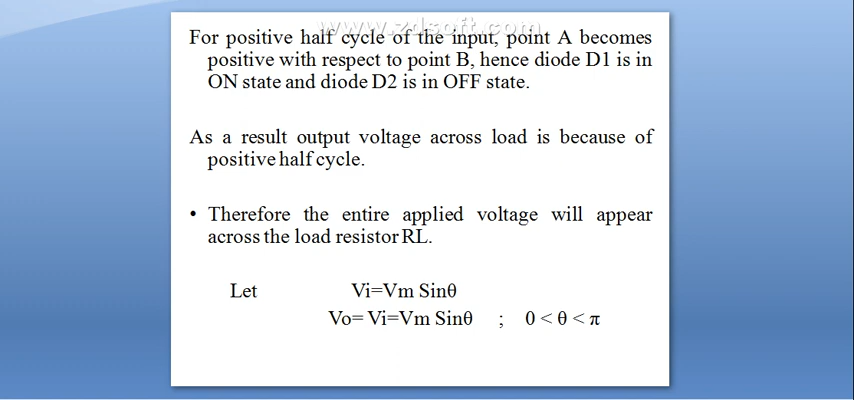 www.zdsoft.com
For positive half cycle of the input, point A becomes
positive with respect to point B, hence diode D1 is in
ON state and diode D2 is in OFF state.
As a result output voltage across load is because of
positive half cycle.
• Therefore the entire applied voltage will appear
across the load resistor RL.
Let Vi=Vm Sinθ
Vo= Vi=Vm Sinθ ; 0 < θ < π